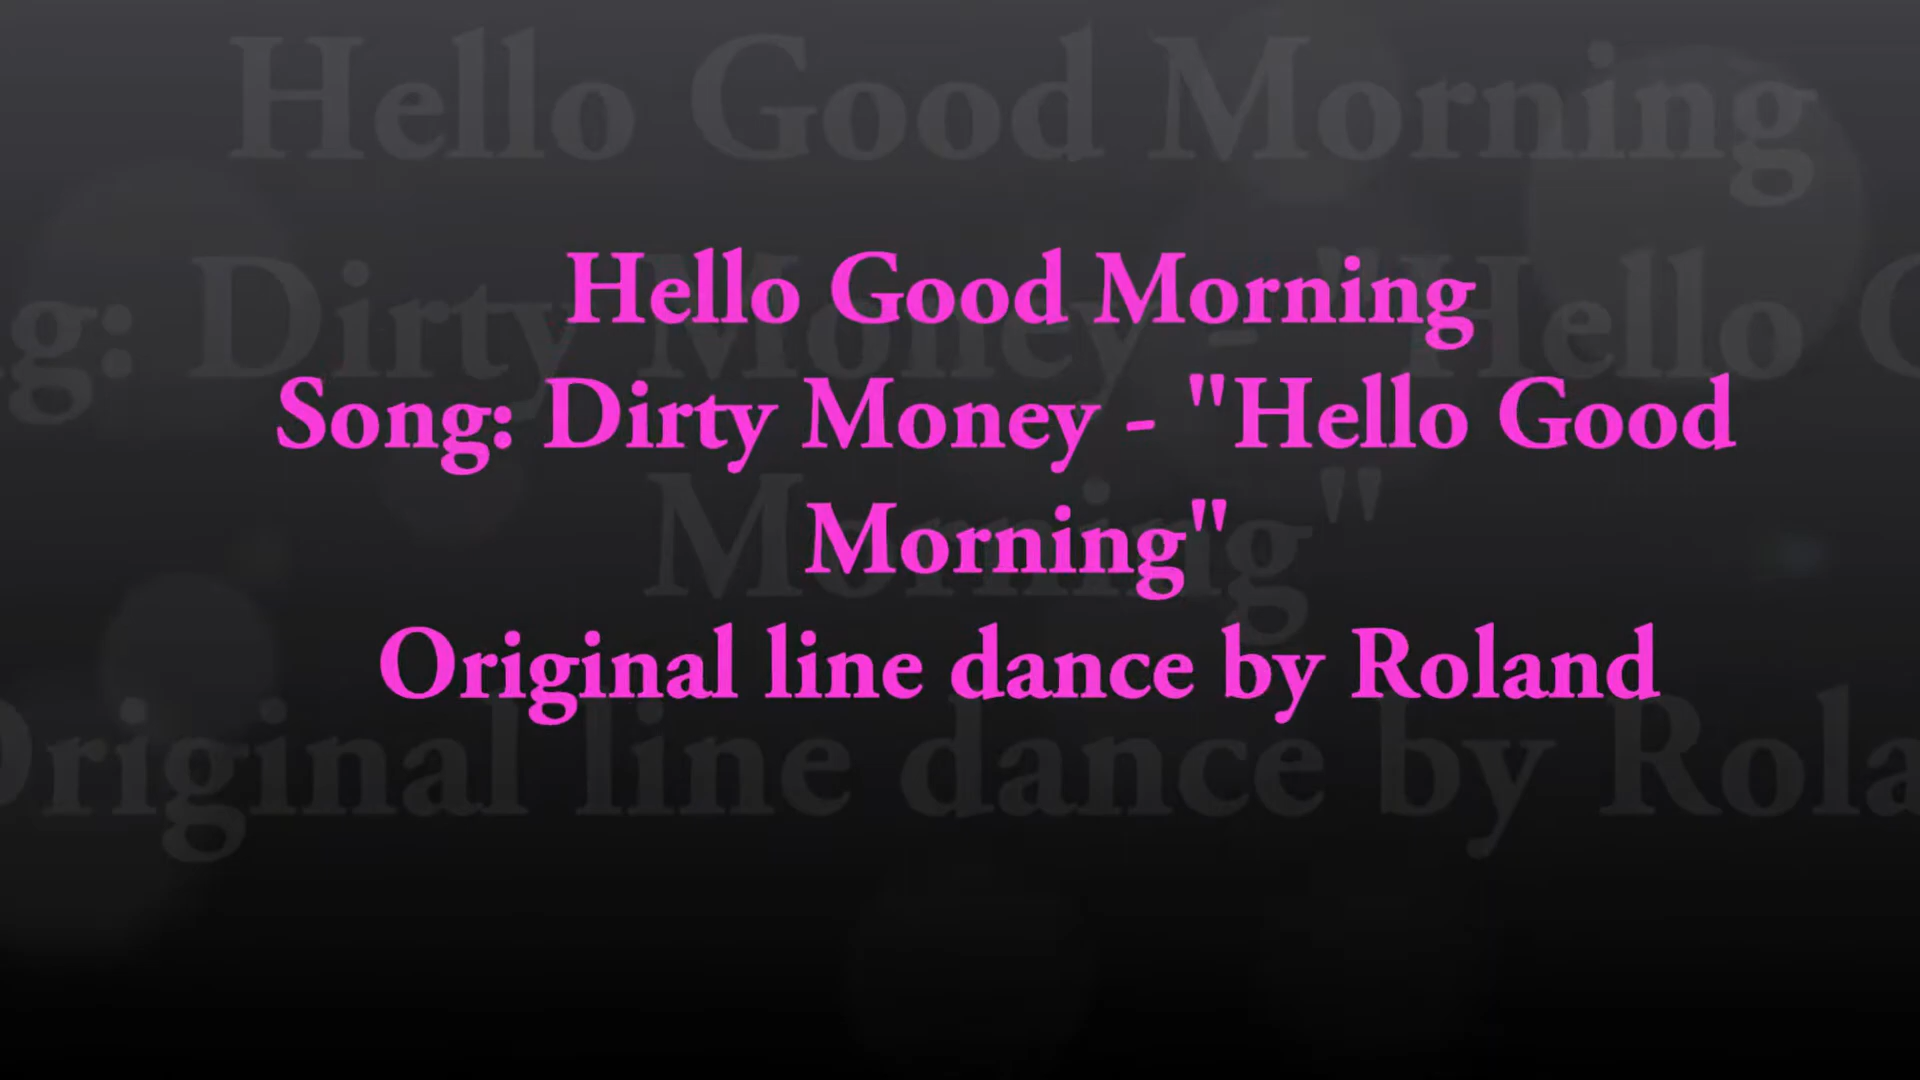 Hello Good Morning
Song: Dirty Money - "Hello Good
Morning"
Original line dance by Roland